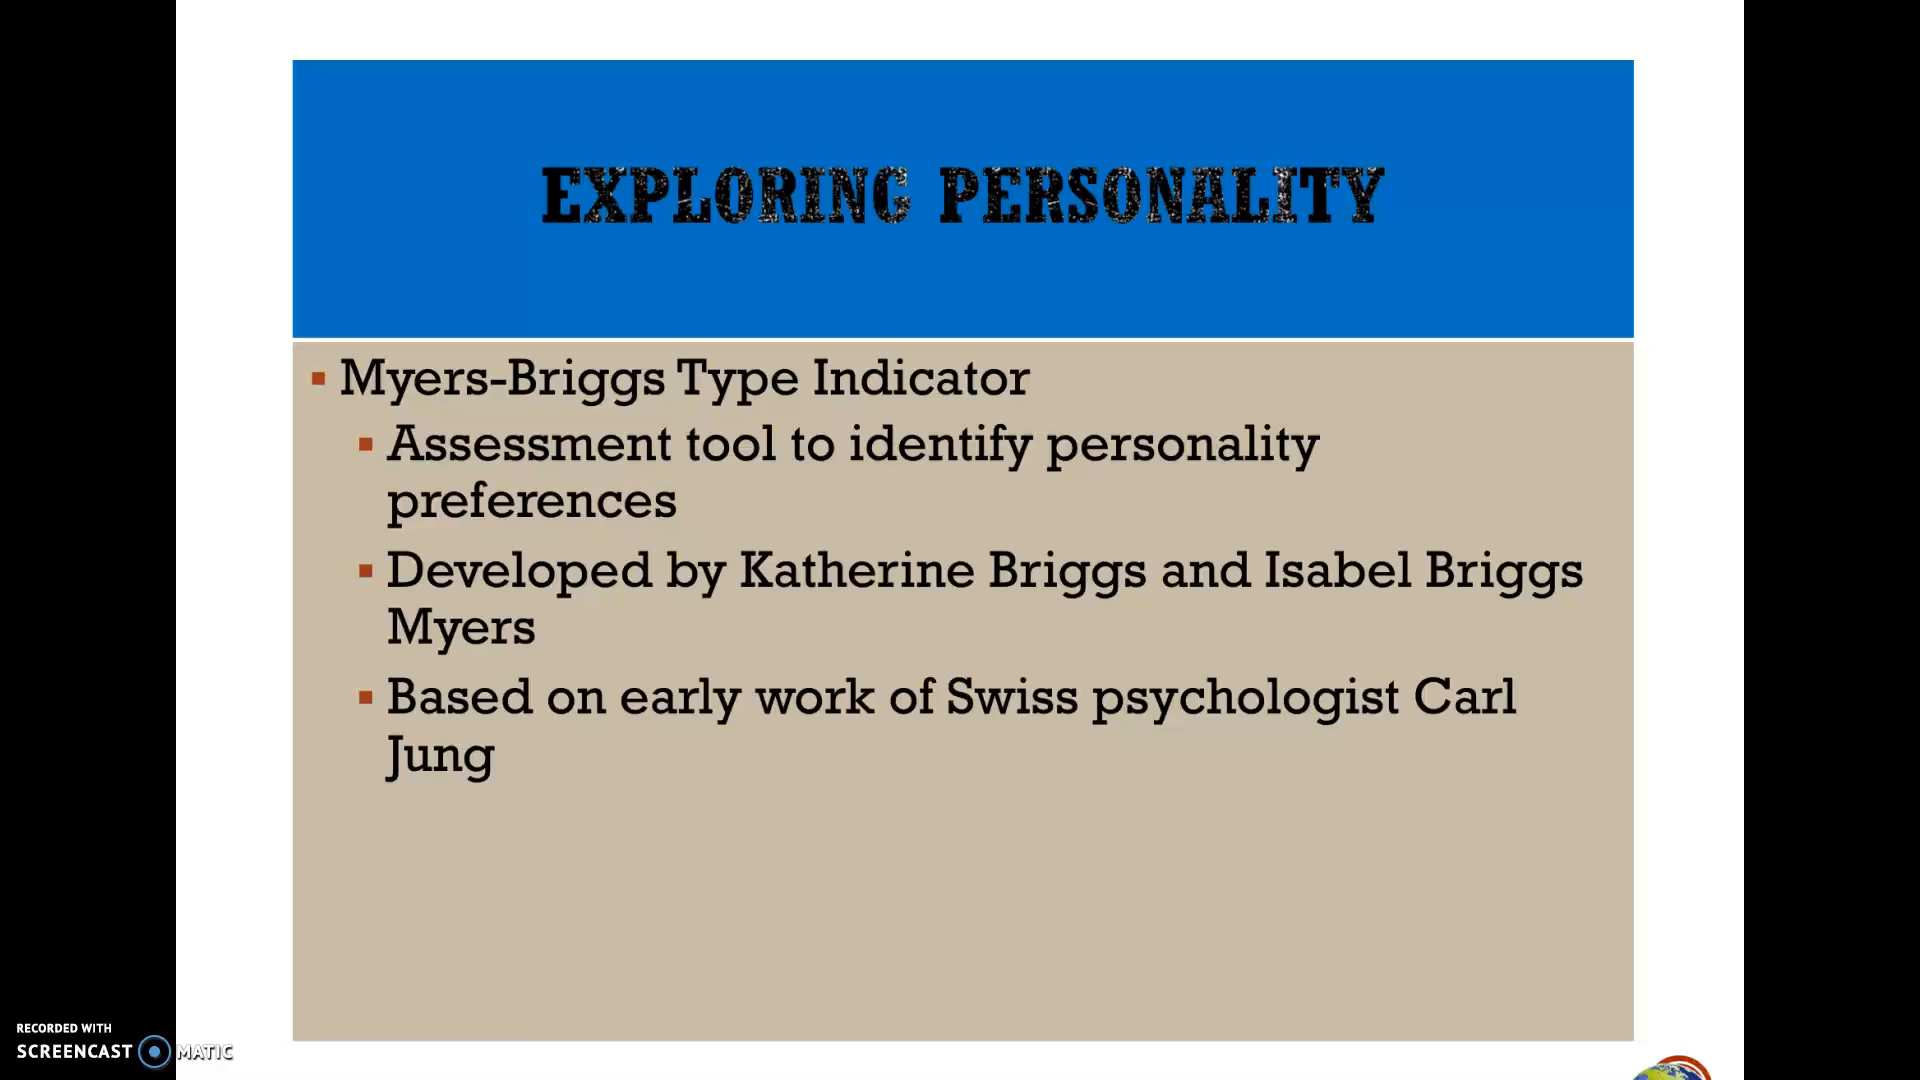 EXPLORING PERSONALITY
▪ Myers-Briggs Type Indicator
▪ Assessment tool to identify personality
preferences
▪ Developed by Katherine Briggs and Isabel Briggs
Myers
▪ Based on early work of Swiss psychologist Carl
Jung
RECORDED WITH
SCREENCAST MATIC